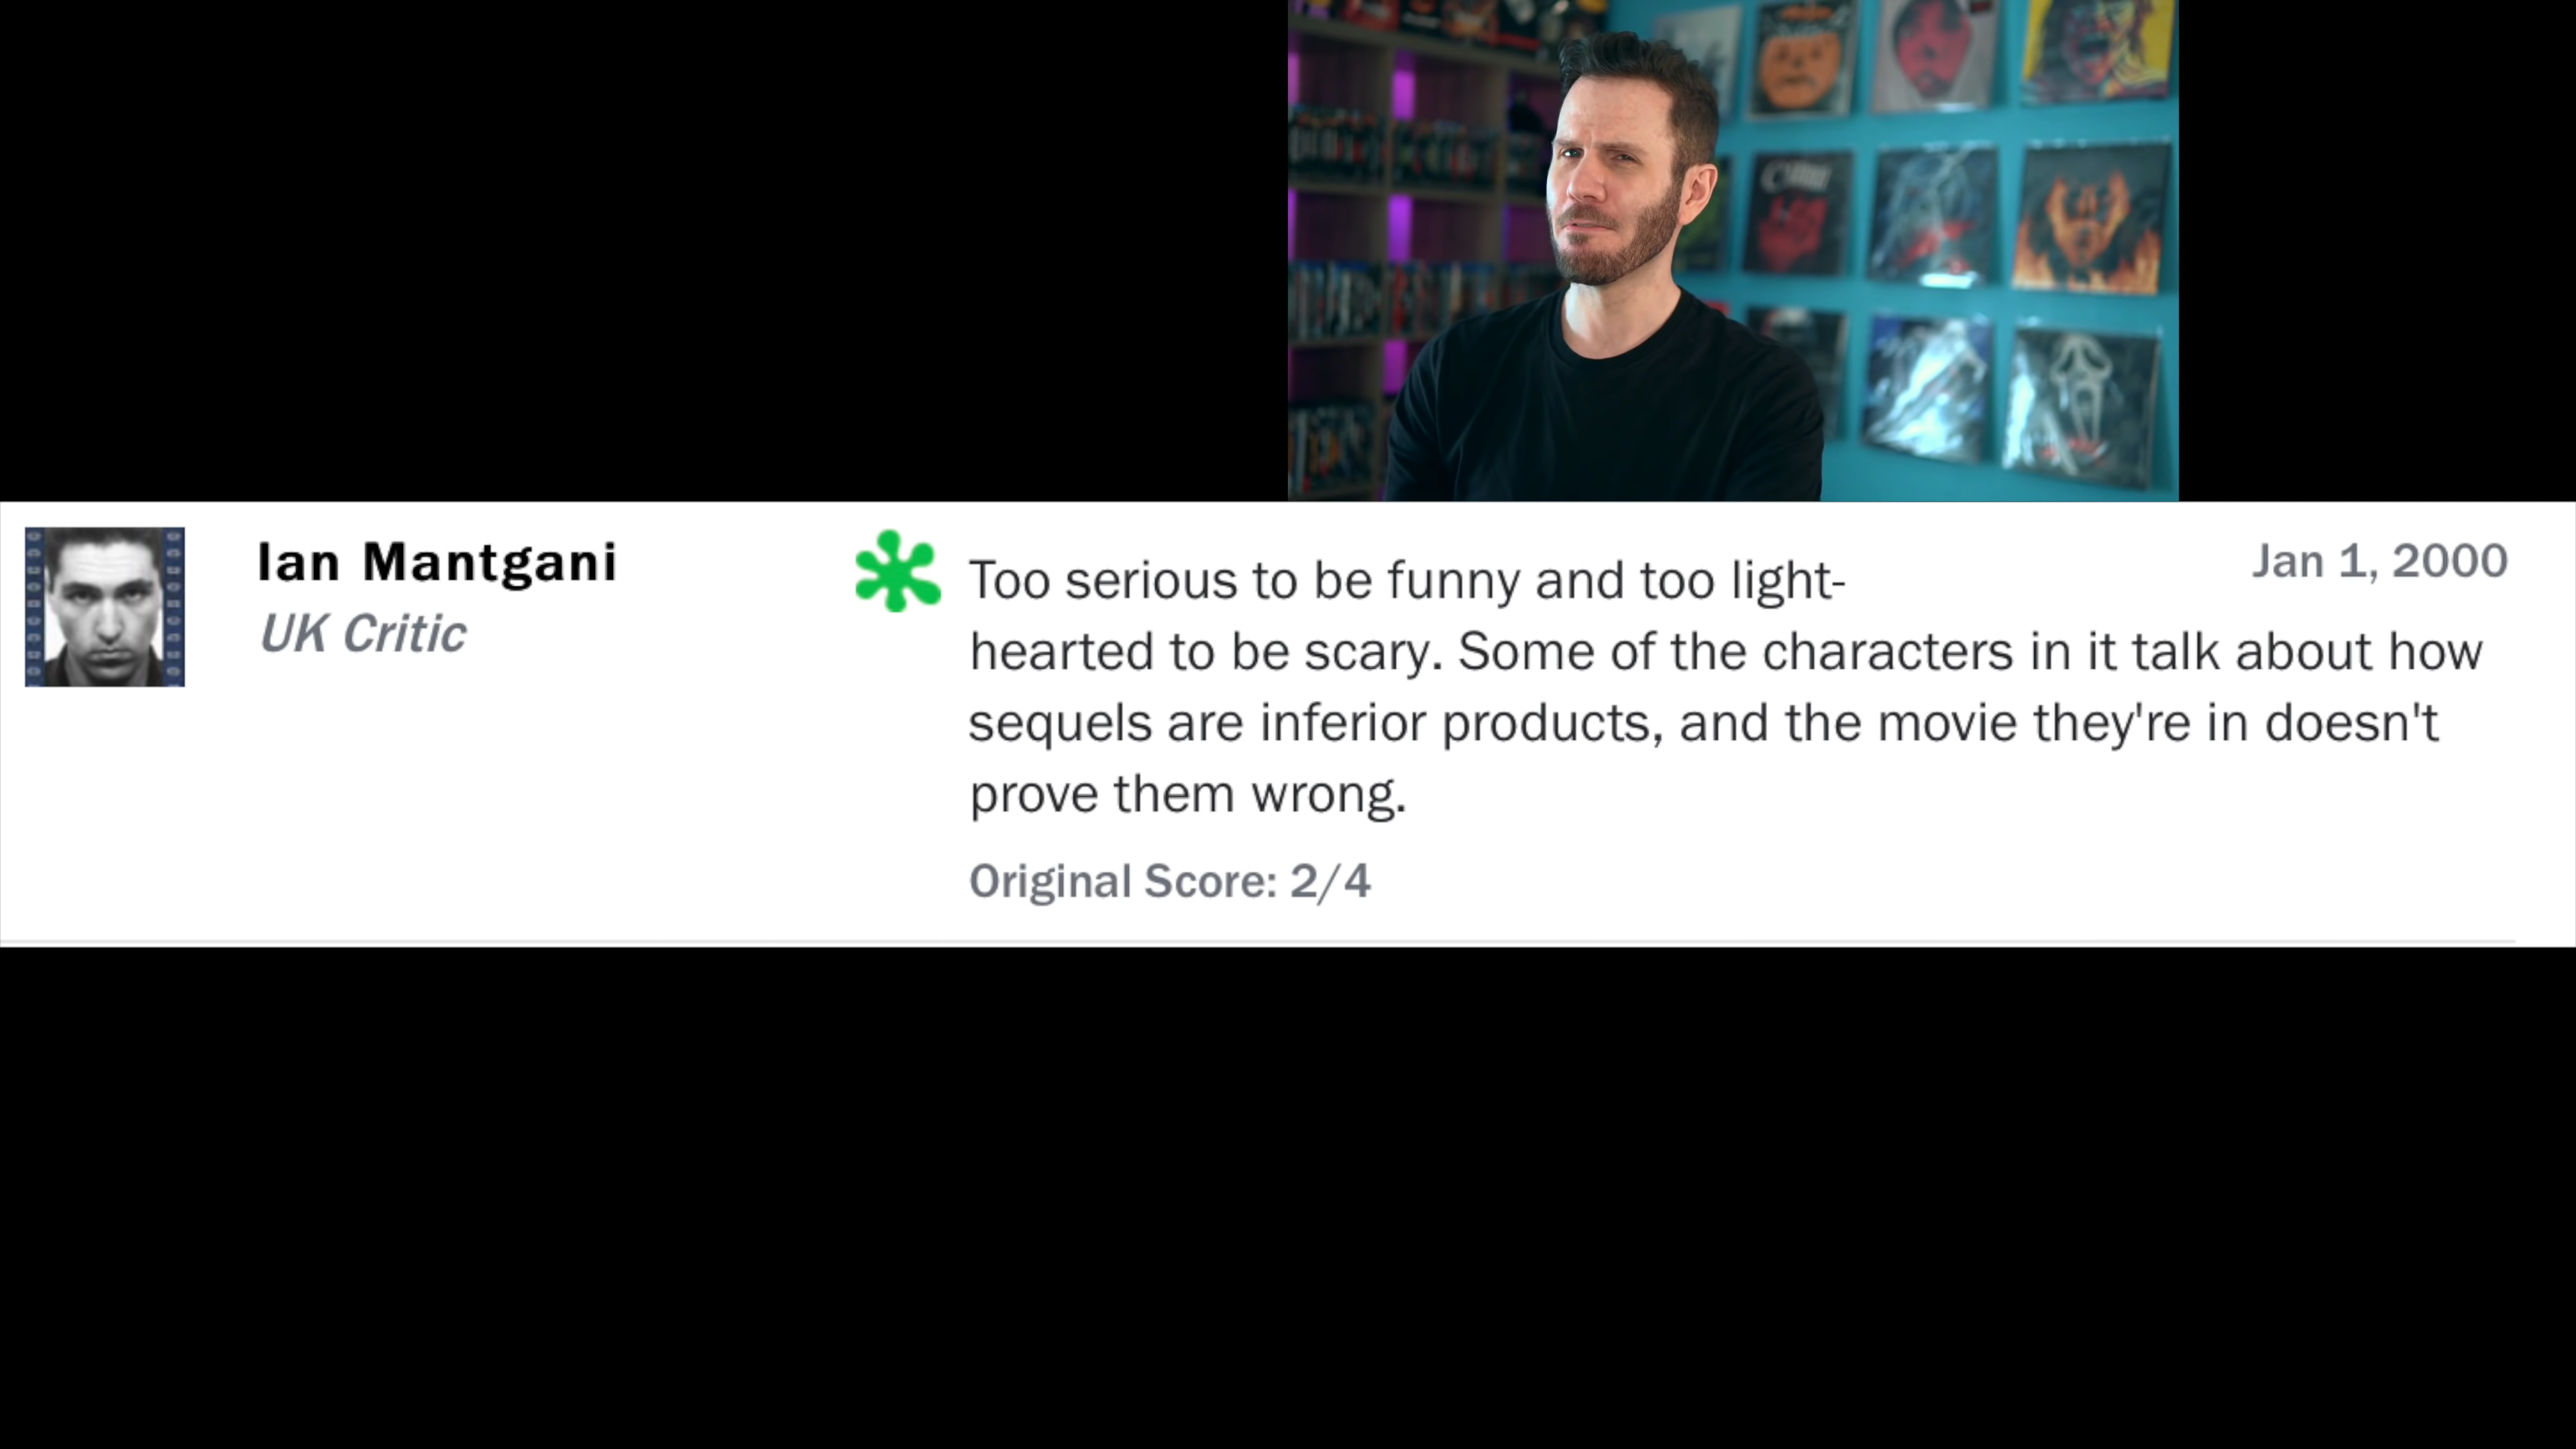 Ian Mantgani
UK Critic
Too serious to be funny and too light-
hearted to be scary. Some of the characters in it talk about how
sequels are inferior products, and the movie they're in doesn't
prove them wrong.
Original Score: 2/4
Jan 1, 2000